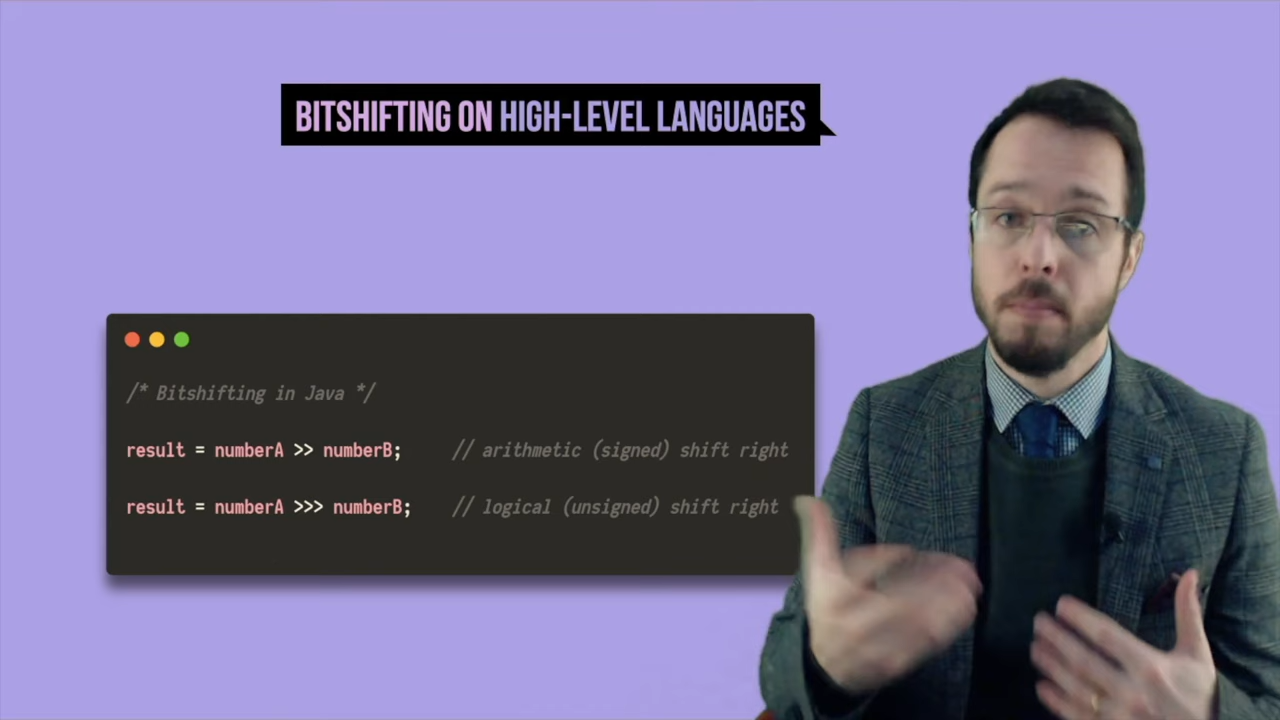 BITSHIFTING ON HIGH-LEVEL LANGUAGES
/* Bitshifting in Java */
result = numberA >> numberB; // arithmetic (signed) shift right
result = numberA >>> numberB; // logical (unsigned) shift right